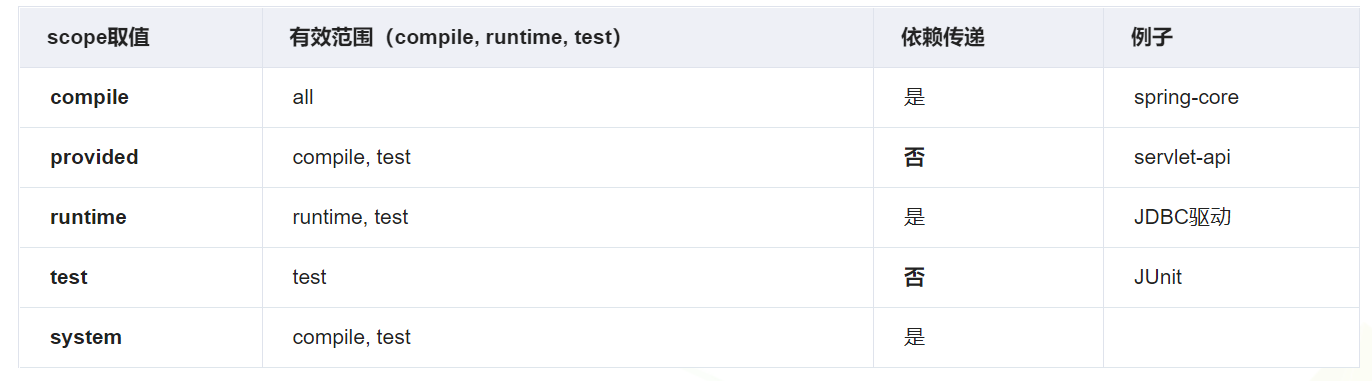 scope取值 有效范围（compile, runtime, test） 依赖传递 例子
compile all 是 spring-core
provided compile, test 否 servlet-api
runtime runtime, test 是 JDBC驱动
test test 否 JUnit
system compile, test 是